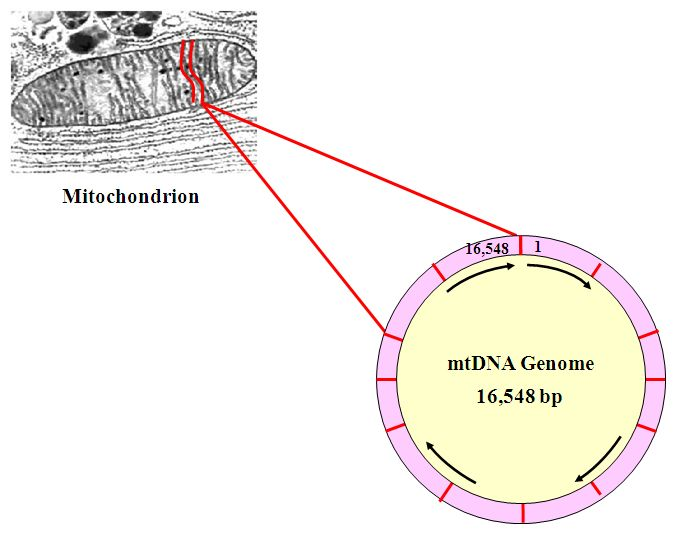 Mitochondrion
16,548
1
mtDNA Genome
16,548 bp